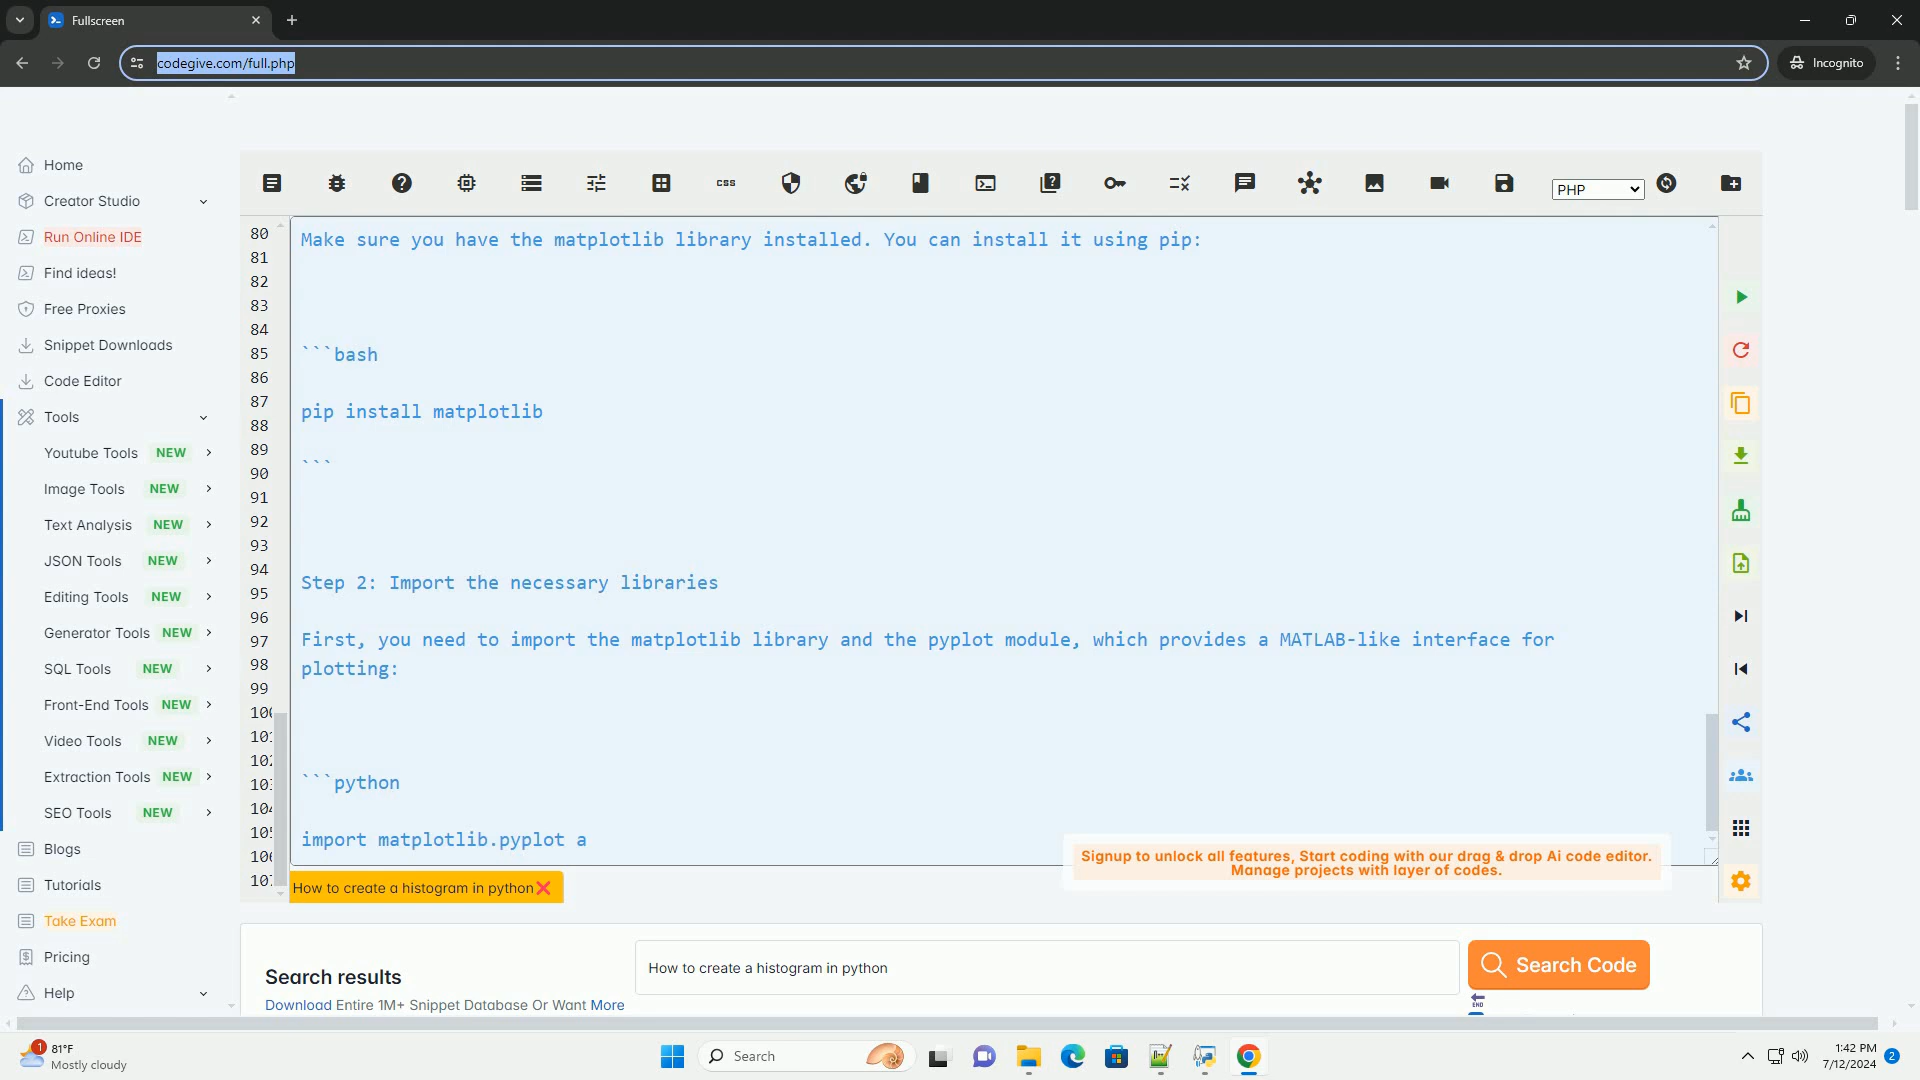 Fullscreen
codegive.com/full.php
Incognito
Home
Creator Studio
Run Online IDE
Find ideas!
Free Proxies
Snippet Downloads
Code Editor
Tools
Youtube Tools NEW
Image Tools NEW
Text Analysis NEW
JSON Tools NEW
Editing Tools NEW
Generator Tools NEW
SQL Tools NEW
Front-End Tools NEW
Video Tools NEW
Extraction Tools NEW
SEO Tools NEW
Blogs
Tutorials
Take Exam
Pricing
Help
css
PHP
80
81
82
83
84
85
86
87
88
89
90
91
92
93
94
95
96
97
98
99
Make sure you have the matplotlib library installed. You can install it using pip:
```bash
pip install matplotlib
```
Step 2: Import the necessary libraries
First, you need to import the matplotlib library and the pyplot module, which provides a MATLAB-like interface for
plotting:
```python
import matplotlib.pyplot a
Signup to unlock all features, Start coding with our drag & drop Ai code editor.
Manage projects with layer of codes.
How to create a histogram in python
Search results
Download Entire 1M+ Snippet Database Or Want More
How to create a histogram in python
Search Code
END
1
81°F
Mostly cloudy
Search
1:42 PM
7/12/2024
2